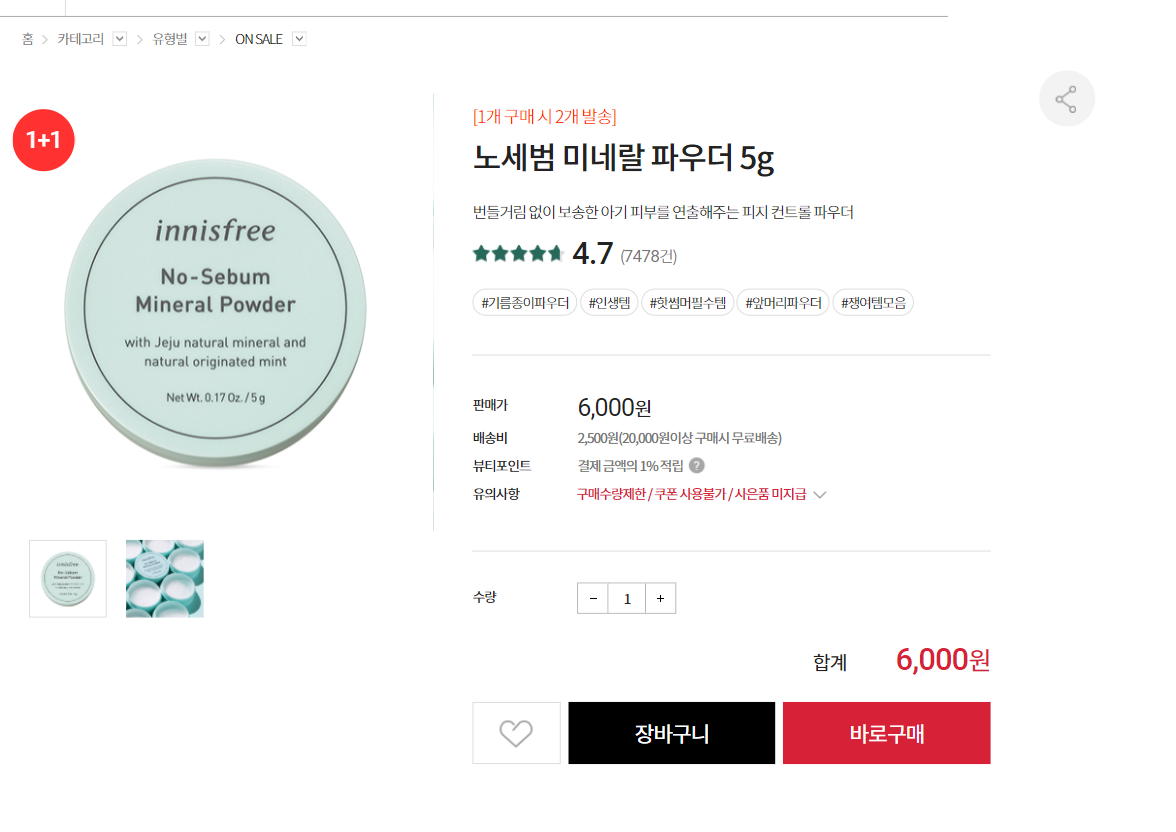 홈 > 카테고리 > 유형별 > ON SALE
1+1
innisfree
No-Sebum
Mineral Powder
with Jeju natural mineral and
natural originated mint
Net Wt. 0.17 Oz. / 5 g
[1개 구매 시 2개 발송]
노세범 미네랄 파우더 5g
번들거림 없이 보송한 아기 피부를 연출해주는 피지 컨트롤 파우더
4.7 (7478건)
#기름종이파우더 #인생템 #핫썸머필수템 #앞머리파우더 #쟁여템모음
판매가 6,000원
배송비 2,500원(20,000원이상 구매시 무료배송)
뷰티포인트 결제 금액의 1% 적립 ?
유의사항 구매수량제한 / 쿠폰 사용불가 / 사은품 미지급
수량 - 1 +
합계 6,000원
장바구니 바로구매